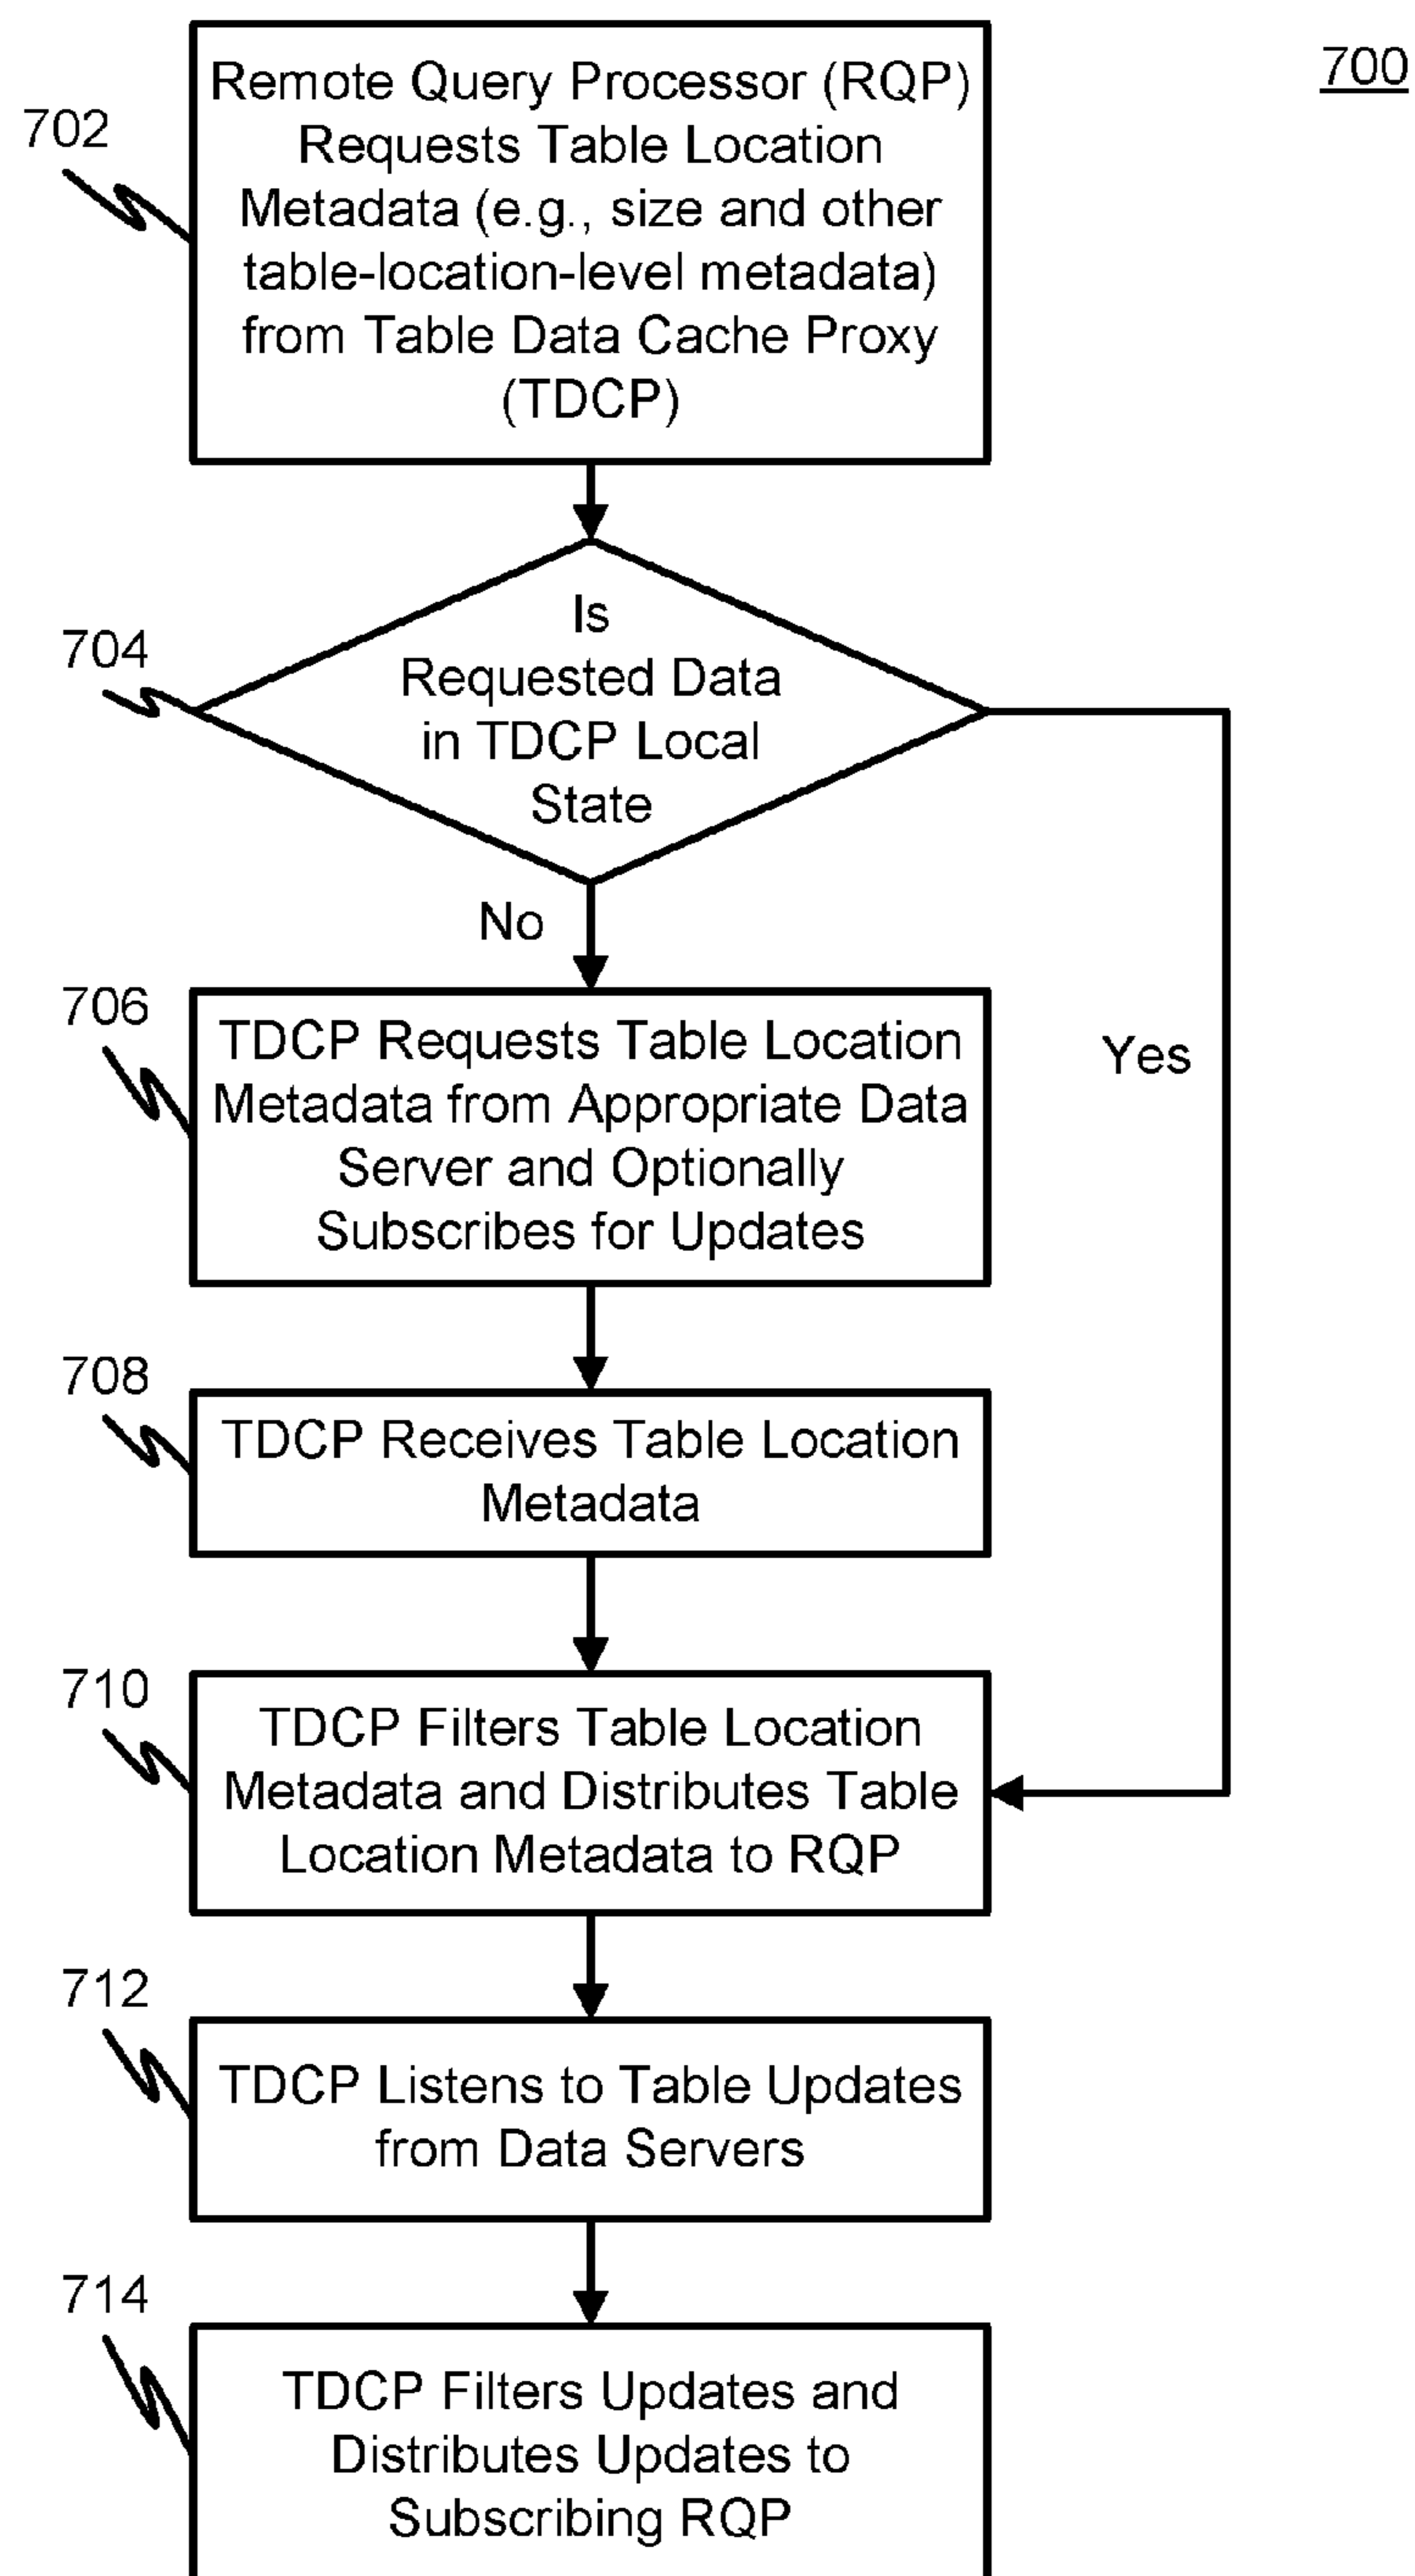 700
702
Remote Query Processor (RQP)
Requests Table Location
Metadata (e.g., size and other
table-location-level metadata)
from Table Data Cache Proxy
(TDCP)
704
Is
Requested Data
in TDCP Local
State
No
Yes
706
TDCP Requests Table Location
Metadata from Appropriate Data
Server and Optionally
Subscribes for Updates
708
TDCP Receives Table Location
Metadata
710
TDCP Filters Table Location
Metadata and Distributes Table
Location Metadata to RQP
712
TDCP Listens to Table Updates
from Data Servers
714
TDCP Filters Updates and
Distributes Updates to
Subscribing RQP